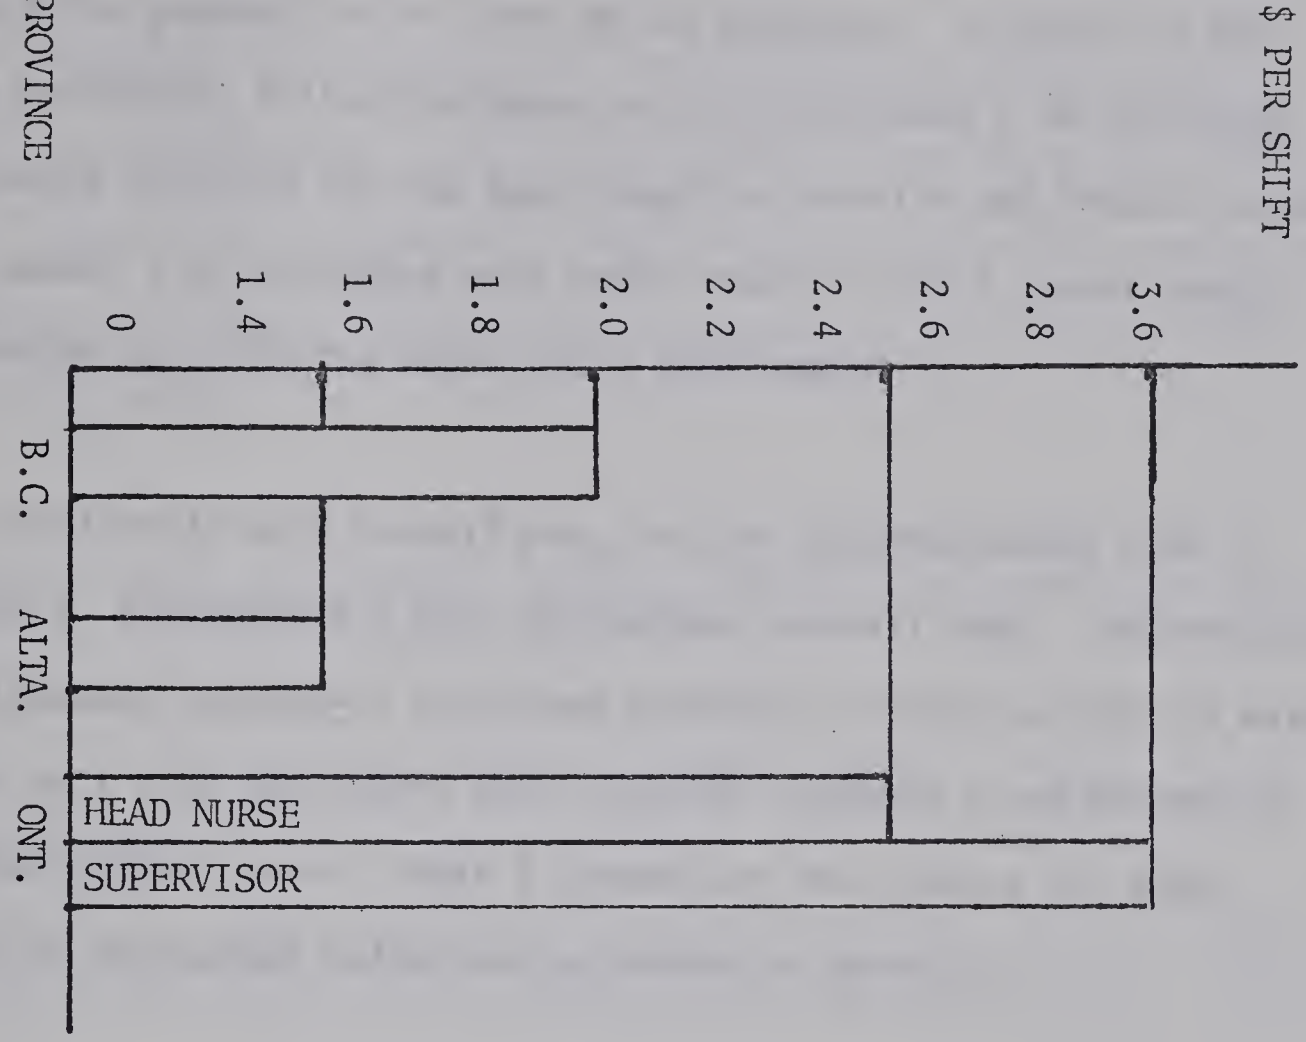 $ PER SHIFT
3.6
2.8
2.6
2.4
2.2
2.0
1.8
1.6
1.4
0
PROVINCE
B.C.
ALTA.
ONT.
HEAD NURSE
SUPERVISOR